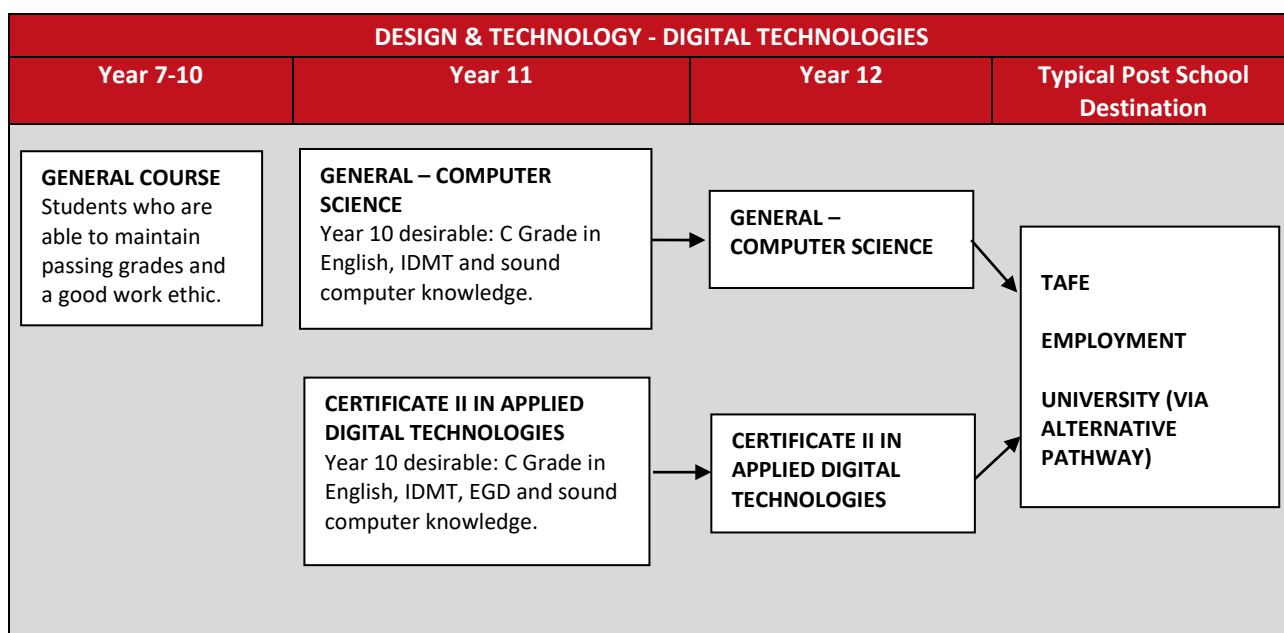 DESIGN & TECHNOLOGY - DIGITAL TECHNOLOGIES
Year 7-10
Year 11
Year 12
Typical Post School
Destination
GENERAL COURSE
Students who are
able to maintain
passing grades and
a good work ethic.
GENERAL – COMPUTER
SCIENCE
Year 10 desirable: C Grade in
English, IDMT and sound
computer knowledge.
GENERAL –
COMPUTER SCIENCE
CERTIFICATE II IN APPLIED
DIGITAL TECHNOLOGIES
Year 10 desirable: C Grade in
English, IDMT, EGD and sound
computer knowledge.
CERTIFICATE II IN
APPLIED DIGITAL
TECHNOLOGIES
TAFE
EMPLOYMENT
UNIVERSITY (VIA
ALTERNATIVE
PATHWAY)